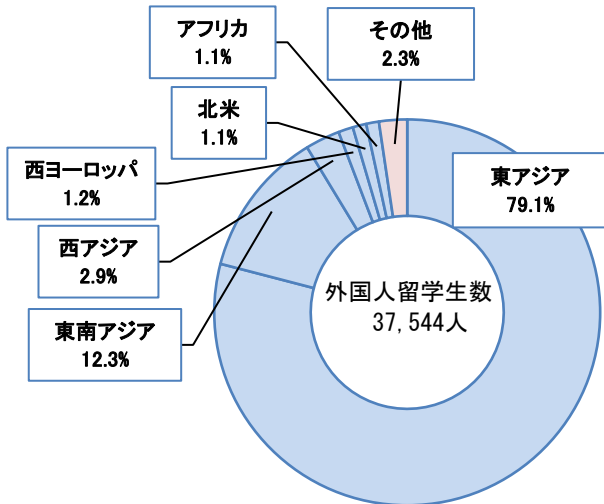 アフリカ
1.1%
その他
2.3%
北米
1.1%
西ヨーロッパ
1.2%
東アジア
79.1%
西アジア
2.9%
外国人留学生数
37,544人
東南アジア
12.3%